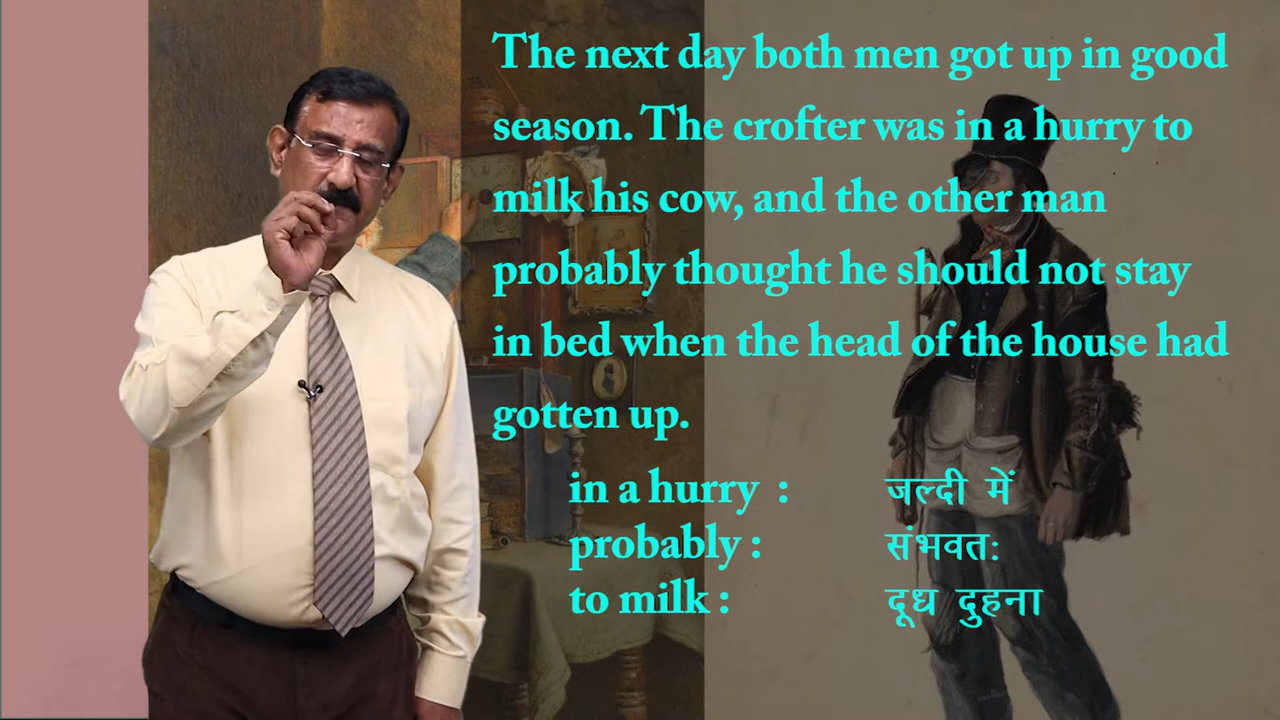 The next day both men got up in good
season. The crofter was in a hurry to
milk his cow, and the other man
probably thought he should not stay
in bed when the head of the house had
gotten up.
in a hurry : जल्दी में
probably : संभवत:
to milk : दूध दुहना